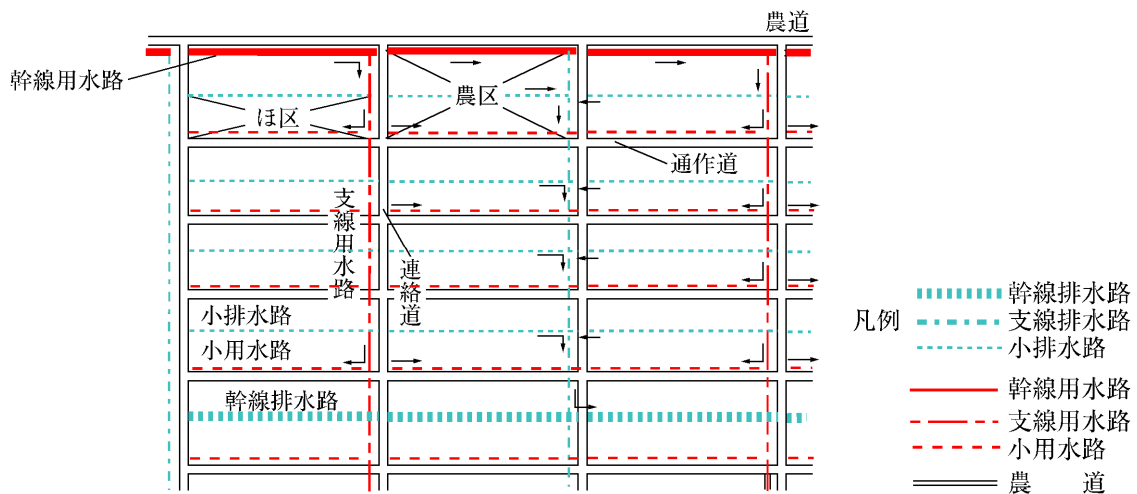 農道
幹線用水路
ほ区
農区
通作道
支線用水路
連絡道
小排水路
小用水路
幹線排水路
凡例
幹線排水路
支線排水路
小排水路
幹線用水路
支線用水路
小用水路
農 道